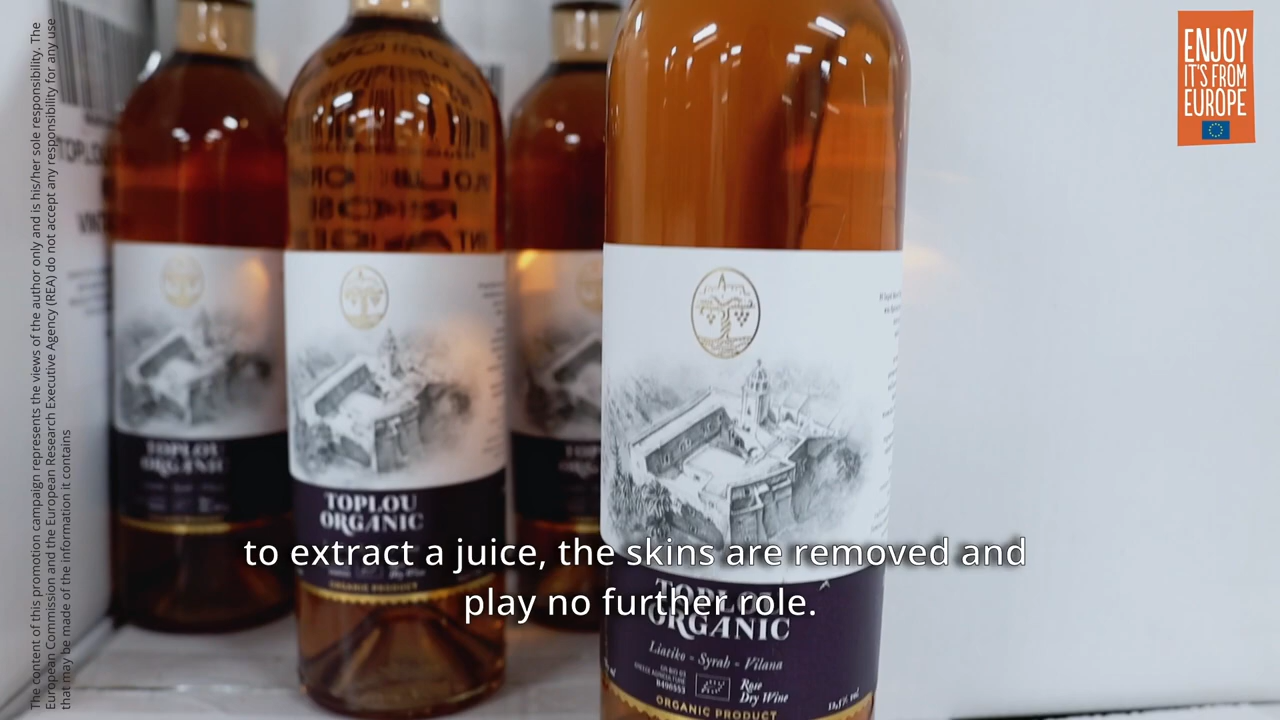 The content of this promotion campaign represents the views of the author only and is his/her sole responsibility. The
European Commission and the European Research Executive Agency (REA) do not accept any responsibility for any use
that may be made of the information it contains
ENJOY
IT'S FROM
EUROPE
TOPLOU
ORGANIC
TOPLOU
ORGANIC
Dry Wine
ORGANIC PRODUCT
to extract a juice, the skins are removed and
play no further role.
TOPLOU
ORGANIC
Liatiko - Syrah - Vilana
Rose
Dry Wine
ORGANIC PRODUCT